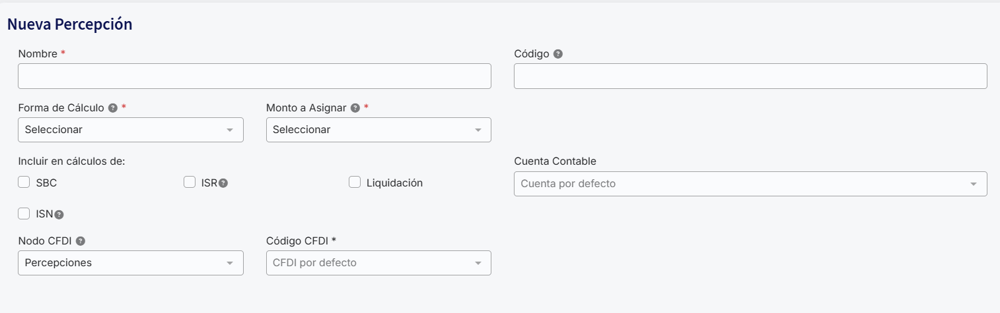 Nueva Percepción
Nombre *
Código ?
Forma de Cálculo ? *
Monto a Asignar ? *
Seleccionar
Seleccionar
Incluir en cálculos de:
Cuenta Contable
SBC
ISR ?
Liquidación
Cuenta por defecto
ISN ?
Nodo CFDI ?
Código CFDI *
Percepciones
CFDI por defecto